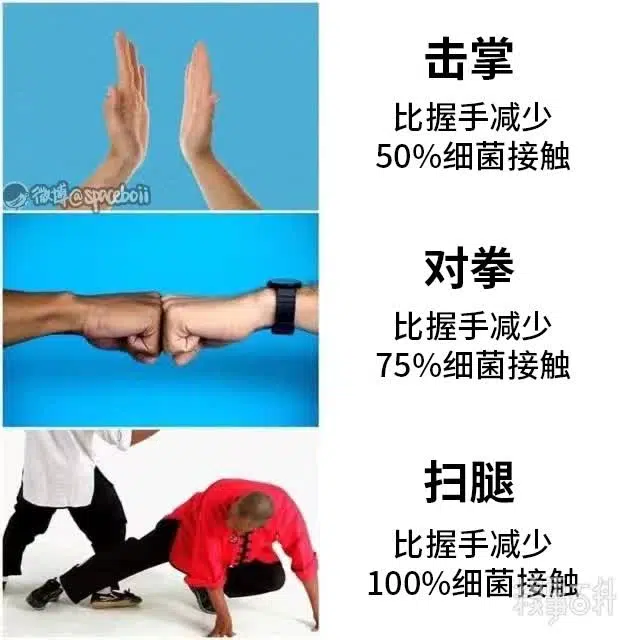 击掌
比握手减少
50%细菌接触
微博@spaceboii
对拳
比握手减少
75%细菌接触
扫腿
比握手减少
100%细菌接触